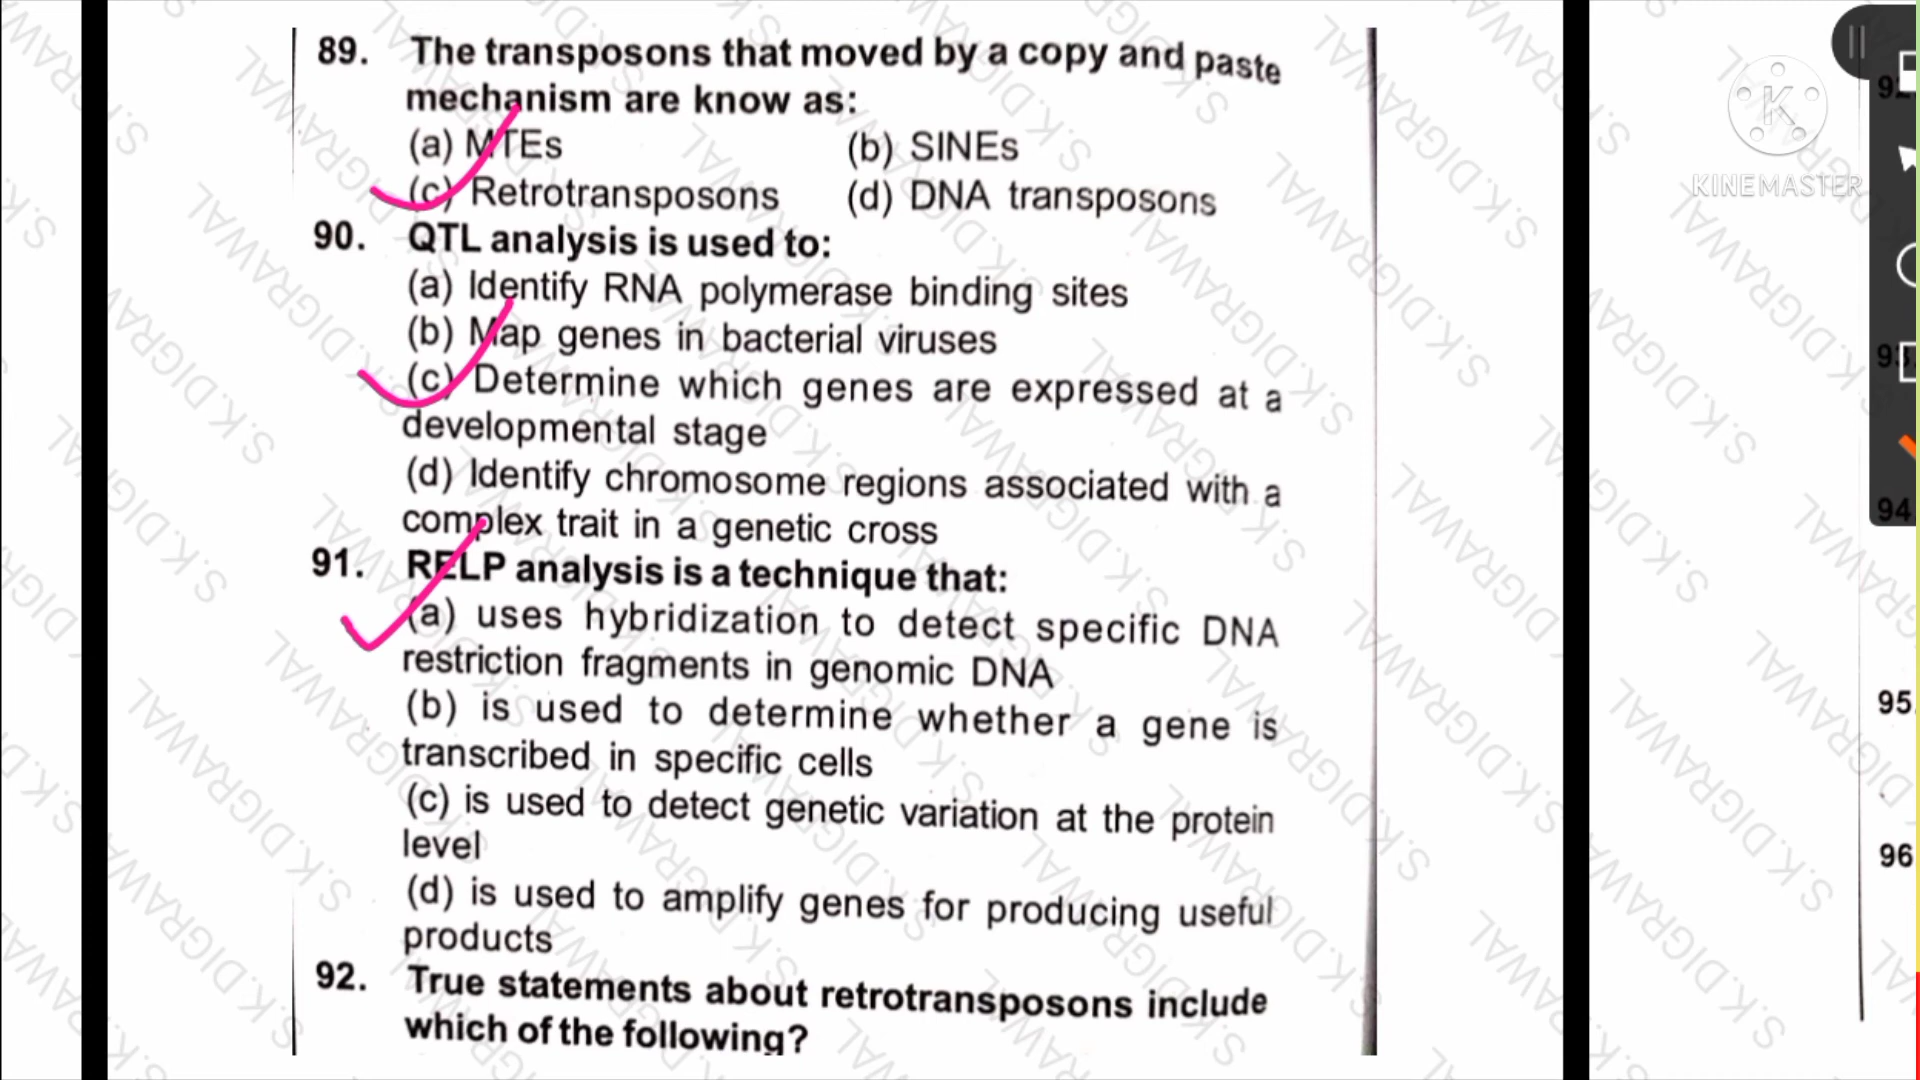 89. The transposons that moved by a copy and paste
mechanism are know as:
(a) MTEs (b) SINEs
(c) Retrotransposons (d) DNA transposons
90. QTL analysis is used to:
(a) Identify RNA polymerase binding sites
(b) Map genes in bacterial viruses
(c) Determine which genes are expressed at a
developmental stage
(d) Identify chromosome regions associated with a
complex trait in a genetic cross
91. RELP analysis is a technique that:
(a) uses hybridization to detect specific DNA
restriction fragments in genomic DNA
(b) is used to determine whether a gene is
transcribed in specific cells
(c) is used to detect genetic variation at the protein
level
(d) is used to amplify genes for producing useful
products
92. True statements about retrotransposons include
which of the following?
K
KINEMASTER
92
93.
94
95.
96
S.K.DIGRAWAL